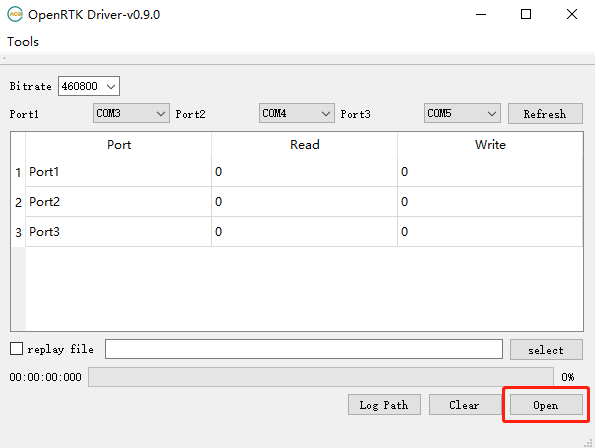 OpenRTK Driver-v0.9.0
Tools
Bitrate 460800
Port1 COM3 Port2 COM4 Port3 COM5 Refresh
Port Read Write
1 Port1 0 0
2 Port2 0 0
3 Port3 0 0
replay file select
00:00:00:000 0%
Log Path Clear Open